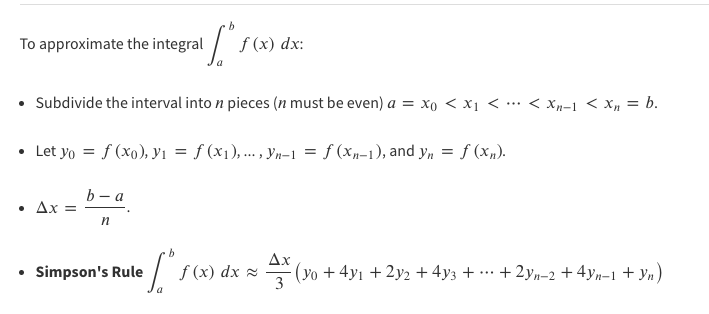 To approximate the integral ∫_a^b f (x) dx:
• Subdivide the interval into n pieces (n must be even) a = x₀ < x₁ < ⋯ < xₙ₋₁ < xₙ = b.
• Let y₀ = f (x₀), y₁ = f (x₁), … , yₙ₋₁ = f (xₙ₋₁), and yₙ = f (xₙ).
• Δx = (b − a)/n.
• Simpson's Rule ∫_a^b f (x) dx ≈ Δx/3 (y₀ + 4y₁ + 2y₂ + 4y₃ + ⋯ + 2yₙ₋₂ + 4yₙ₋₁ + yₙ)